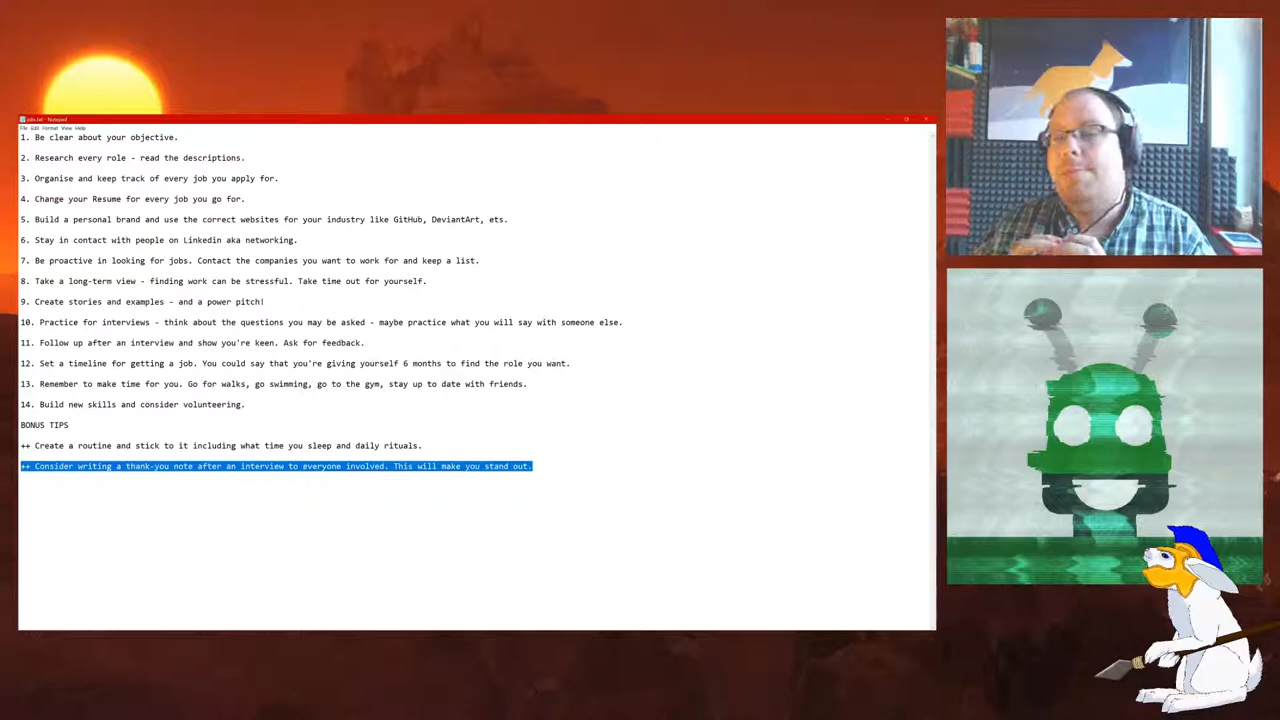 jobs.txt - Notepad
File Edit Format View Help
1. Be clear about your objective.
2. Research every role - read the descriptions.
3. Organise and keep track of every job you apply for.
4. Change your Resume for every job you go for.
5. Build a personal brand and use the correct websites for your industry like GitHub, DeviantArt, ets.
6. Stay in contact with people on Linkedin aka networking.
7. Be proactive in looking for jobs. Contact the companies you want to work for and keep a list.
8. Take a long-term view - finding work can be stressful. Take time out for yourself.
9. Create stories and examples - and a power pitch!
10. Practice for interviews - think about the questions you may be asked - maybe practice what you will say with someone else.
11. Follow up after an interview and show you're keen. Ask for feedback.
12. Set a timeline for getting a job. You could say that you're giving yourself 6 months to find the role you want.
13. Remember to make time for you. Go for walks, go swimming, go to the gym, stay up to date with friends.
14. Build new skills and consider volunteering.
BONUS TIPS
++ Create a routine and stick to it including what time you sleep and daily rituals.
++ Consider writing a thank-you note after an interview to everyone involved. This will make you stand out.